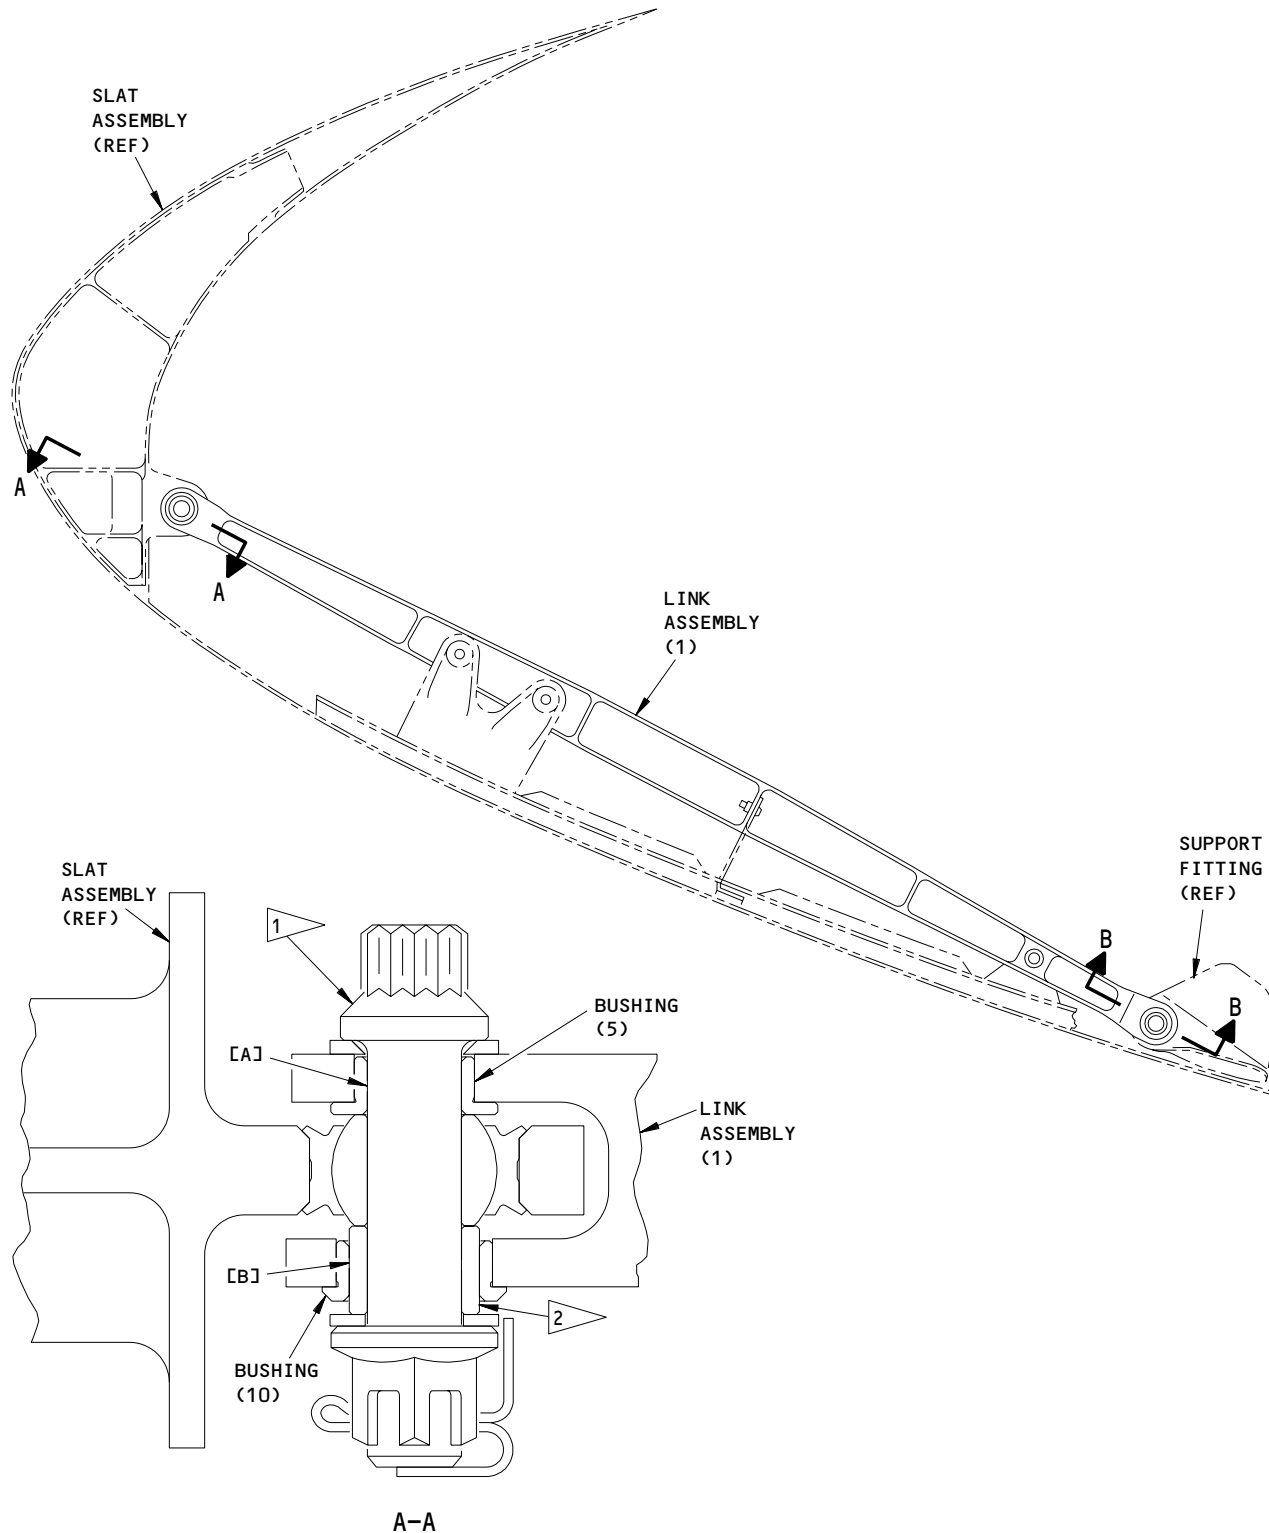 SLAT
ASSEMBLY
(REF)
A
A
LINK
ASSEMBLY
(1)
SUPPORT
FITTING
(REF)
B
B
SLAT
ASSEMBLY
(REF)
1
BUSHING
(5)
[A]
LINK
ASSEMBLY
(1)
[B]
2
BUSHING
(10)
A-A